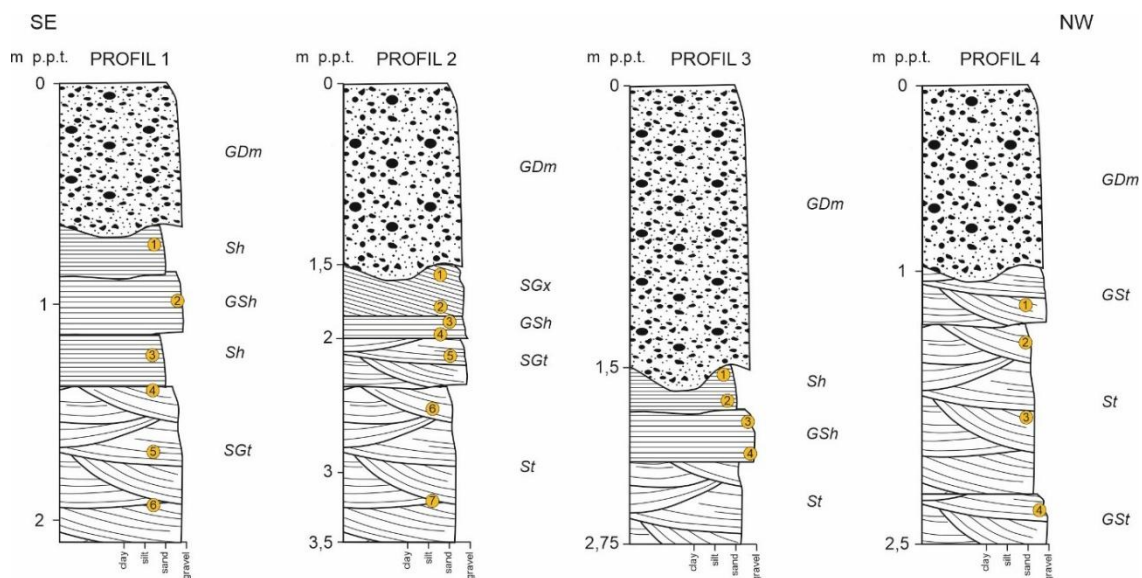 SE
NW
m p.p.t. PROFIL 1
0
1
2
GDm
Sh
GSh
Sh
SGt
1
2
3
4
5
6
clay silt sand gravel
m p.p.t. PROFIL 2
0
1,5
2
3
3,5
GDm
SGx
GSh
SGt
St
1
2
3
4
5
6
7
clay silt sand gravel
m p.p.t. PROFIL 3
0
1,5
2,75
GDm
Sh
GSh
St
1
2
3
4
clay silt sand gravel
m p.p.t. PROFIL 4
0
1
2,5
GDm
GSt
St
GSt
1
2
3
4
clay silt sand gravel